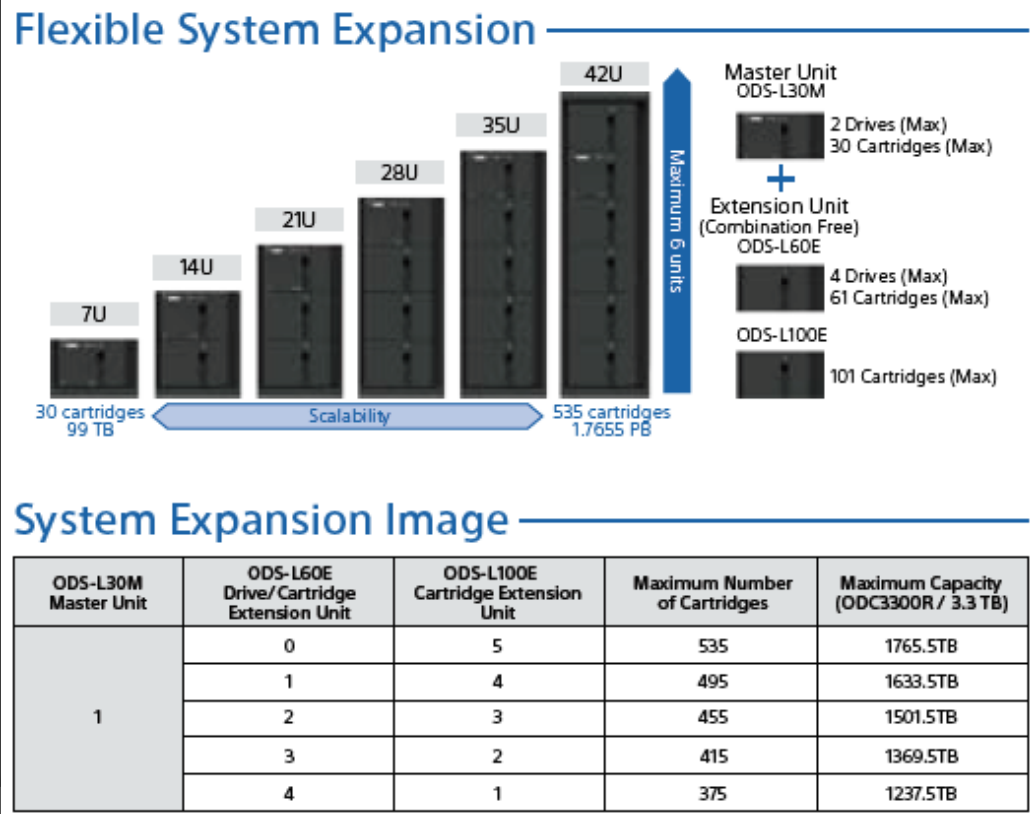 Flexible System Expansion
42U
35U
28U
21U
14U
7U
Maximum 6 units
30 cartridges
99 TB
Scalability
535 cartridges
1.7655 PB
Master Unit
ODS-L30M
2 Drives (Max)
30 Cartridges (Max)
+
Extension Unit
(Combination Free)
ODS-L60E
4 Drives (Max)
61 Cartridges (Max)
ODS-L100E
101 Cartridges (Max)
System Expansion Image
ODS-L30M
Master Unit
ODS-L60E
Drive/Cartridge
Extension Unit
ODS-L100E
Cartridge Extension
Unit
Maximum Number
of Cartridges
Maximum Capacity
(ODC3300R / 3.3 TB)
1
0 5 535 1765.5TB
1 4 495 1633.5TB
2 3 455 1501.5TB
3 2 415 1369.5TB
4 1 375 1237.5TB